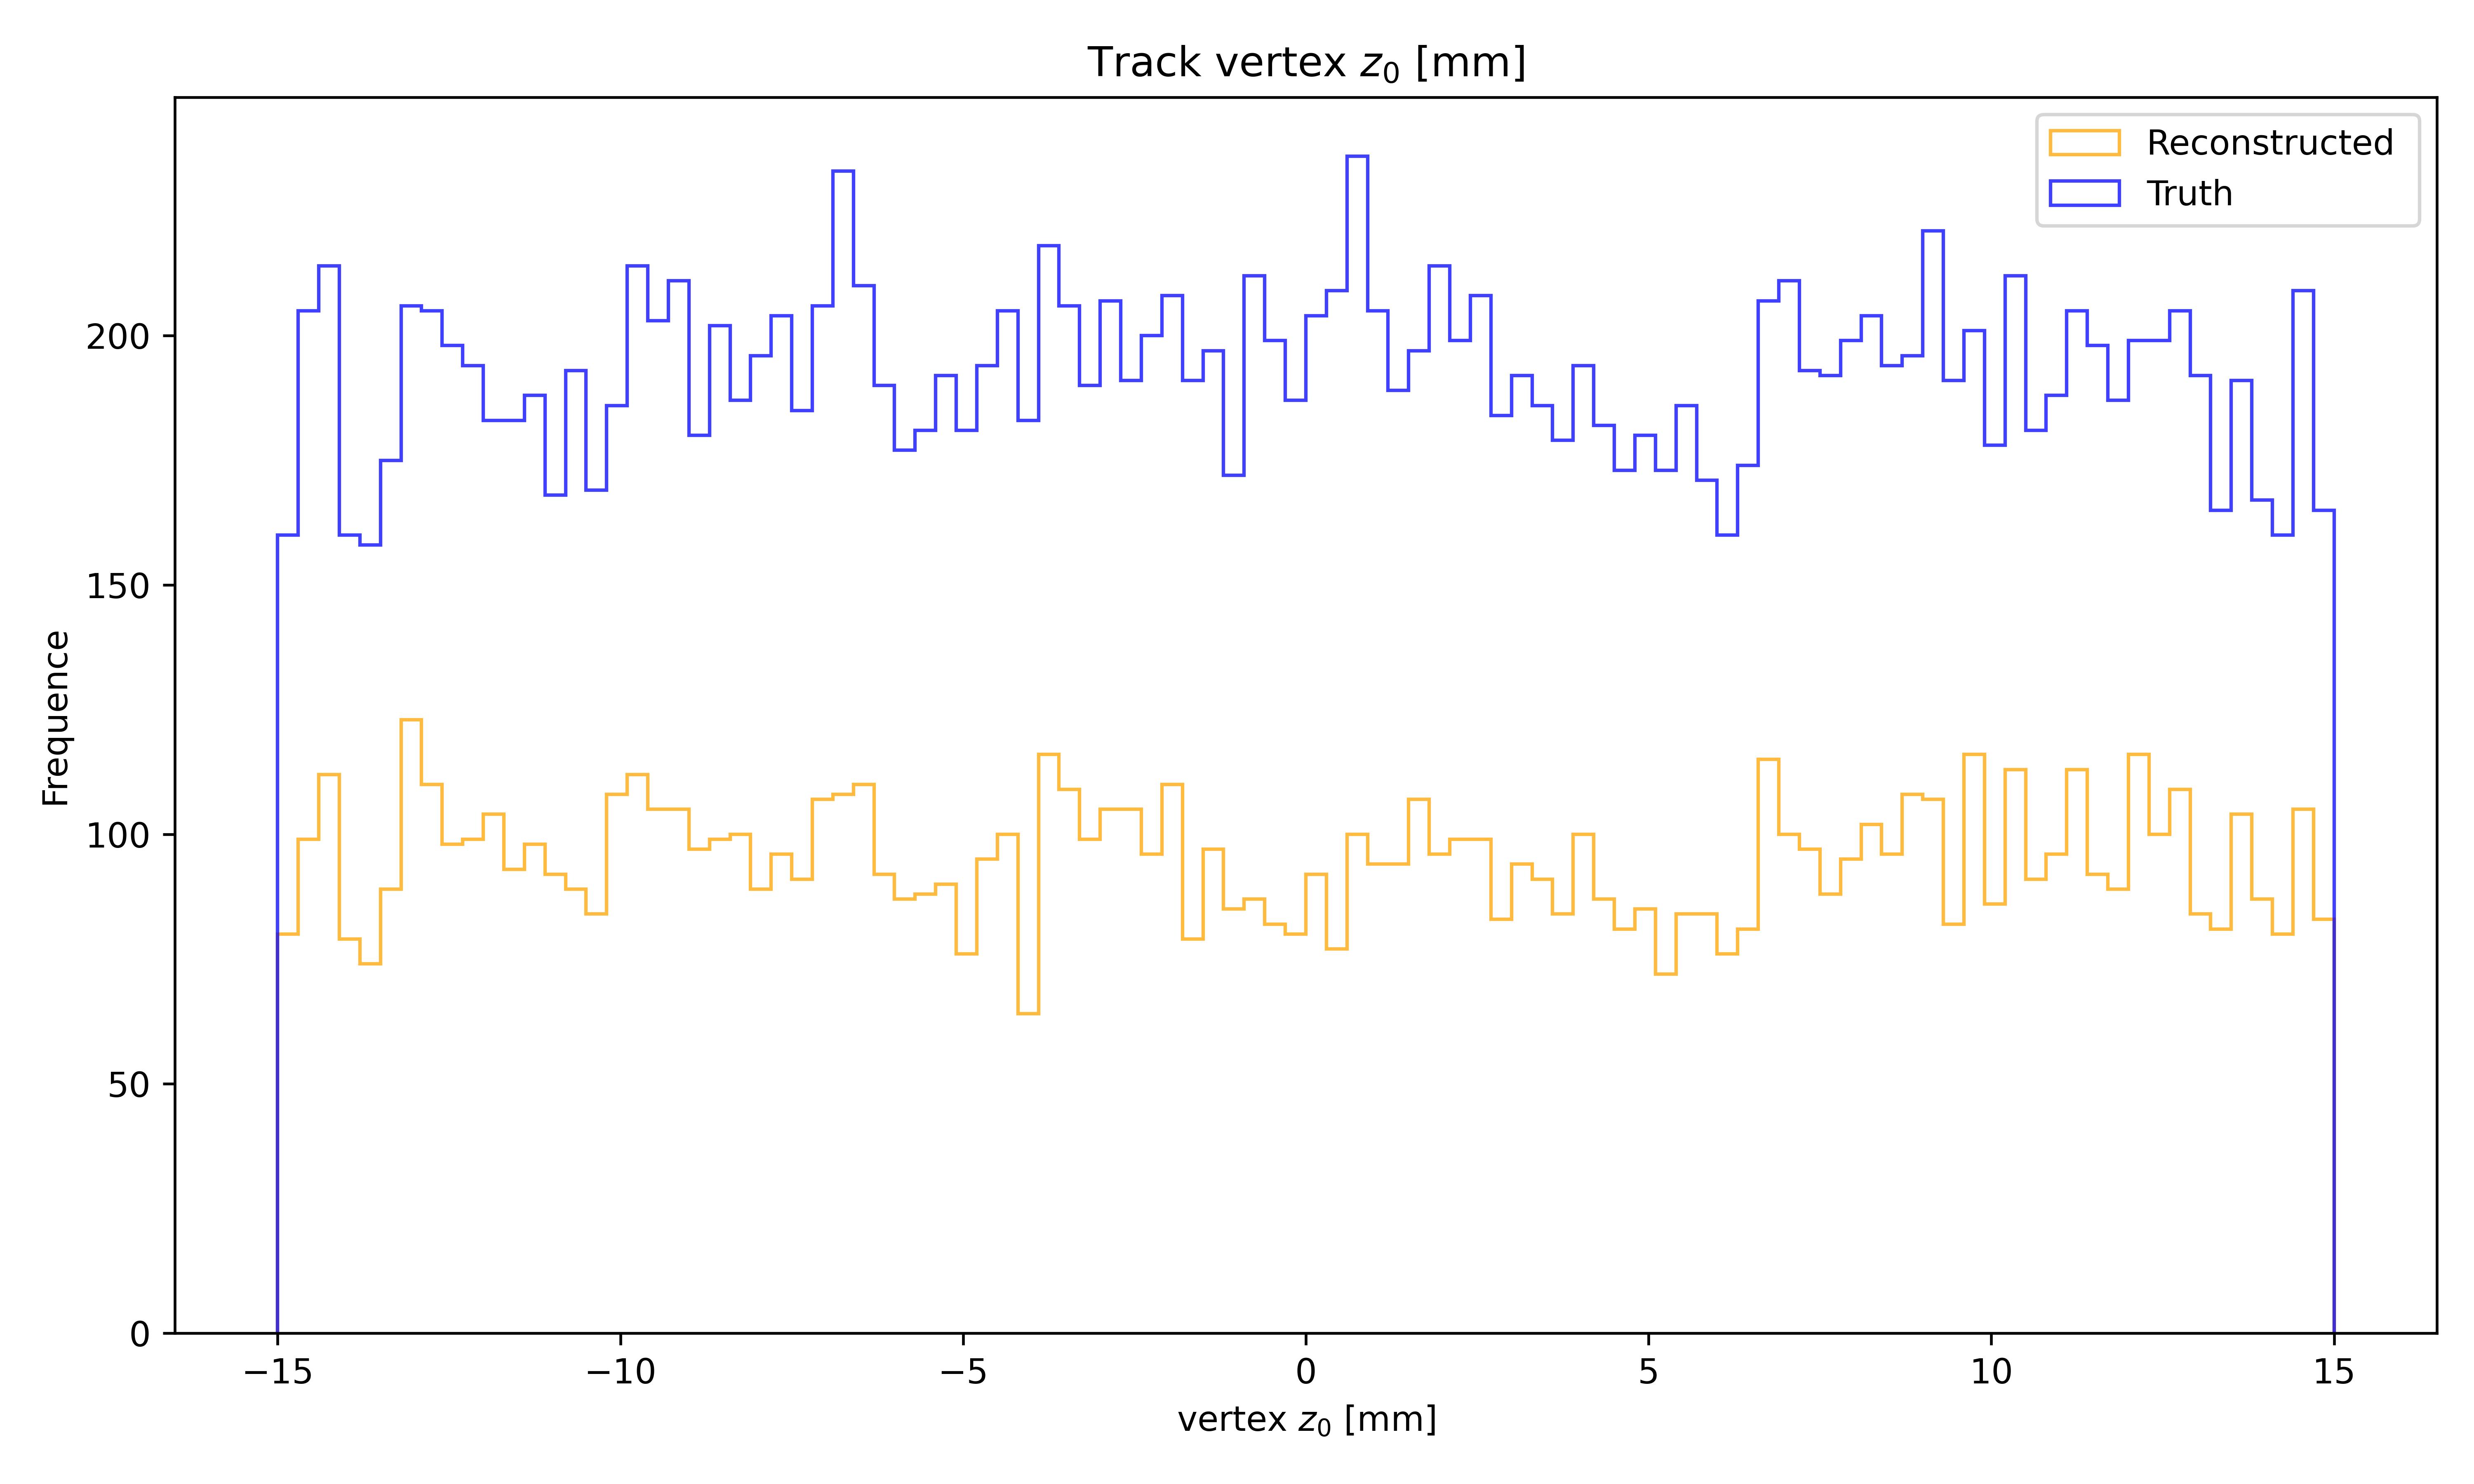 Track vertex z₀ [mm]
Reconstructed
Truth
Frequence
200
150
100
50
0
−15 −10 −5 0 5 10 15
vertex z₀ [mm]